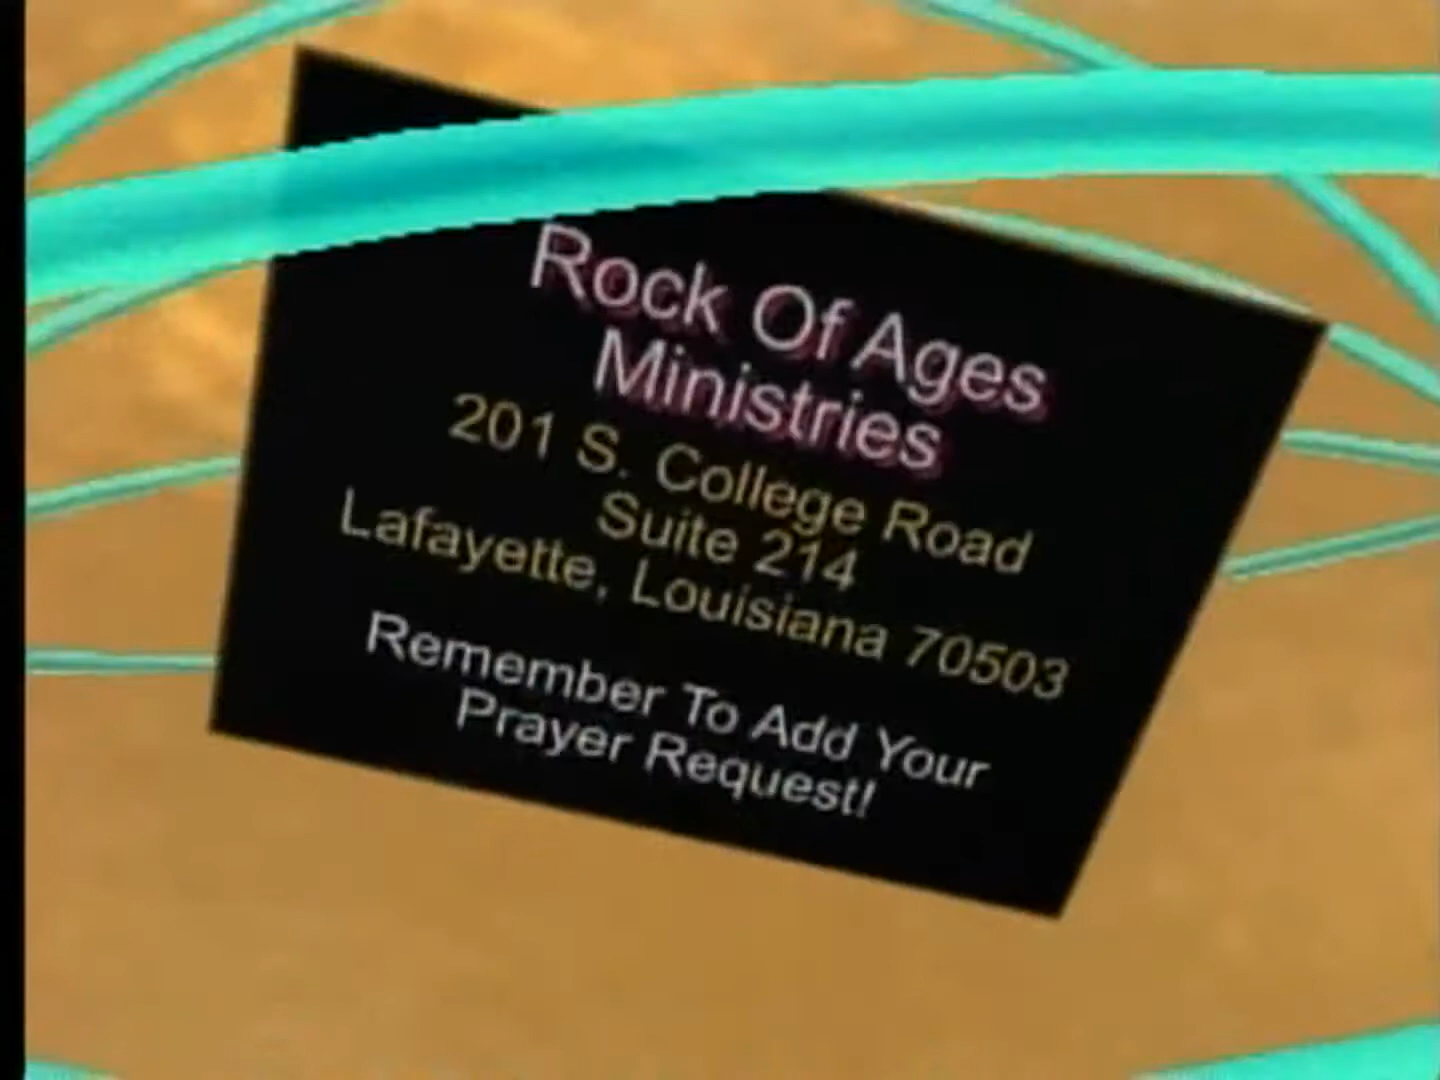 Rock Of Ages
Ministries
201 S. College Road
Suite 214
Lafayette, Louisiana 70503
Remember To Add Your
Prayer Request!